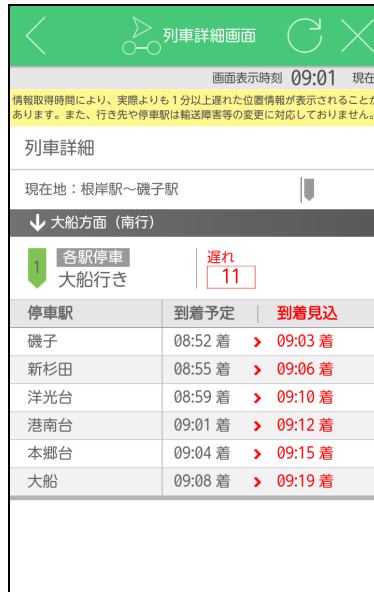 列車詳細画面
画面表示時刻 09:01 現在
情報取得時間により、実際よりも1分以上遅れた位置情報が表示されることが
あります。また、行き先や停車駅は輸送障害等の変更に対応しておりません。
列車詳細
現在地：根岸駅～磯子駅
大船方面（南行）
1 各駅停車 遅れ
大船行き 11
停車駅 到着予定 到着見込
磯子 08:52 着 09:03 着
新杉田 08:55 着 09:06 着
洋光台 08:59 着 09:10 着
港南台 09:01 着 09:12 着
本郷台 09:04 着 09:15 着
大船 09:08 着 09:19 着